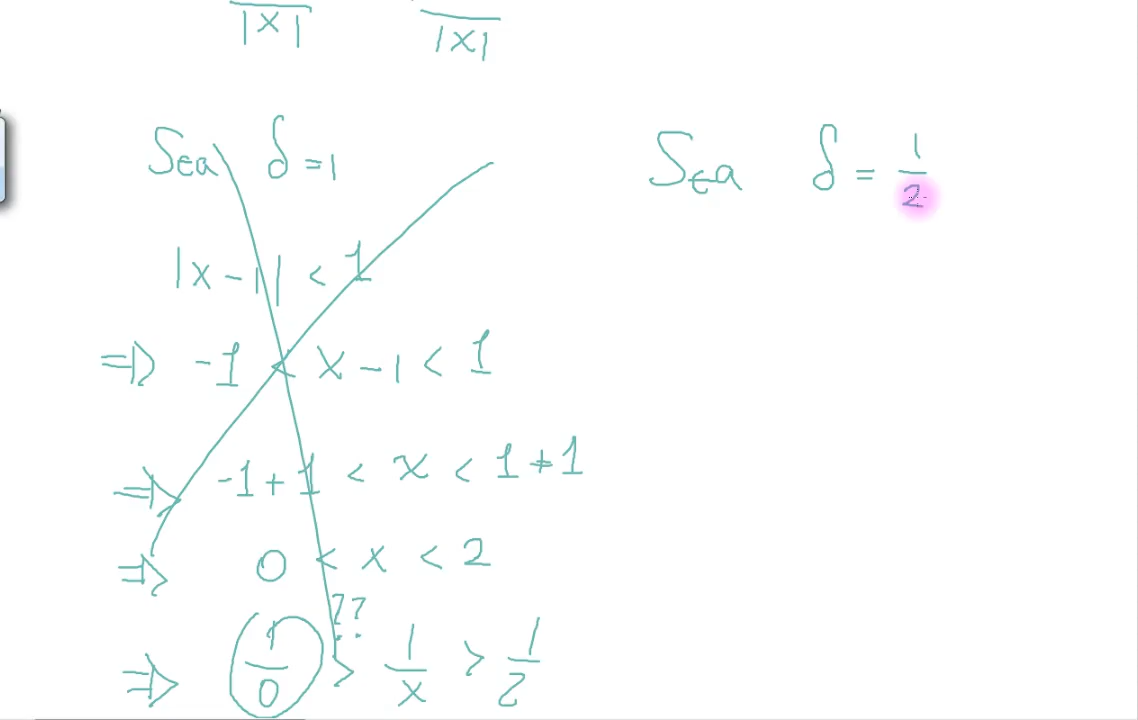 |x| |x|
Sea δ = 1
|x - 1| < 1
⇒ -1 < x - 1 < 1
⇒ -1 + 1 < x < 1 + 1
⇒ 0 < x < 2
??
⇒ 1/0 > 1/x > 1/2
Sea δ = 1/2